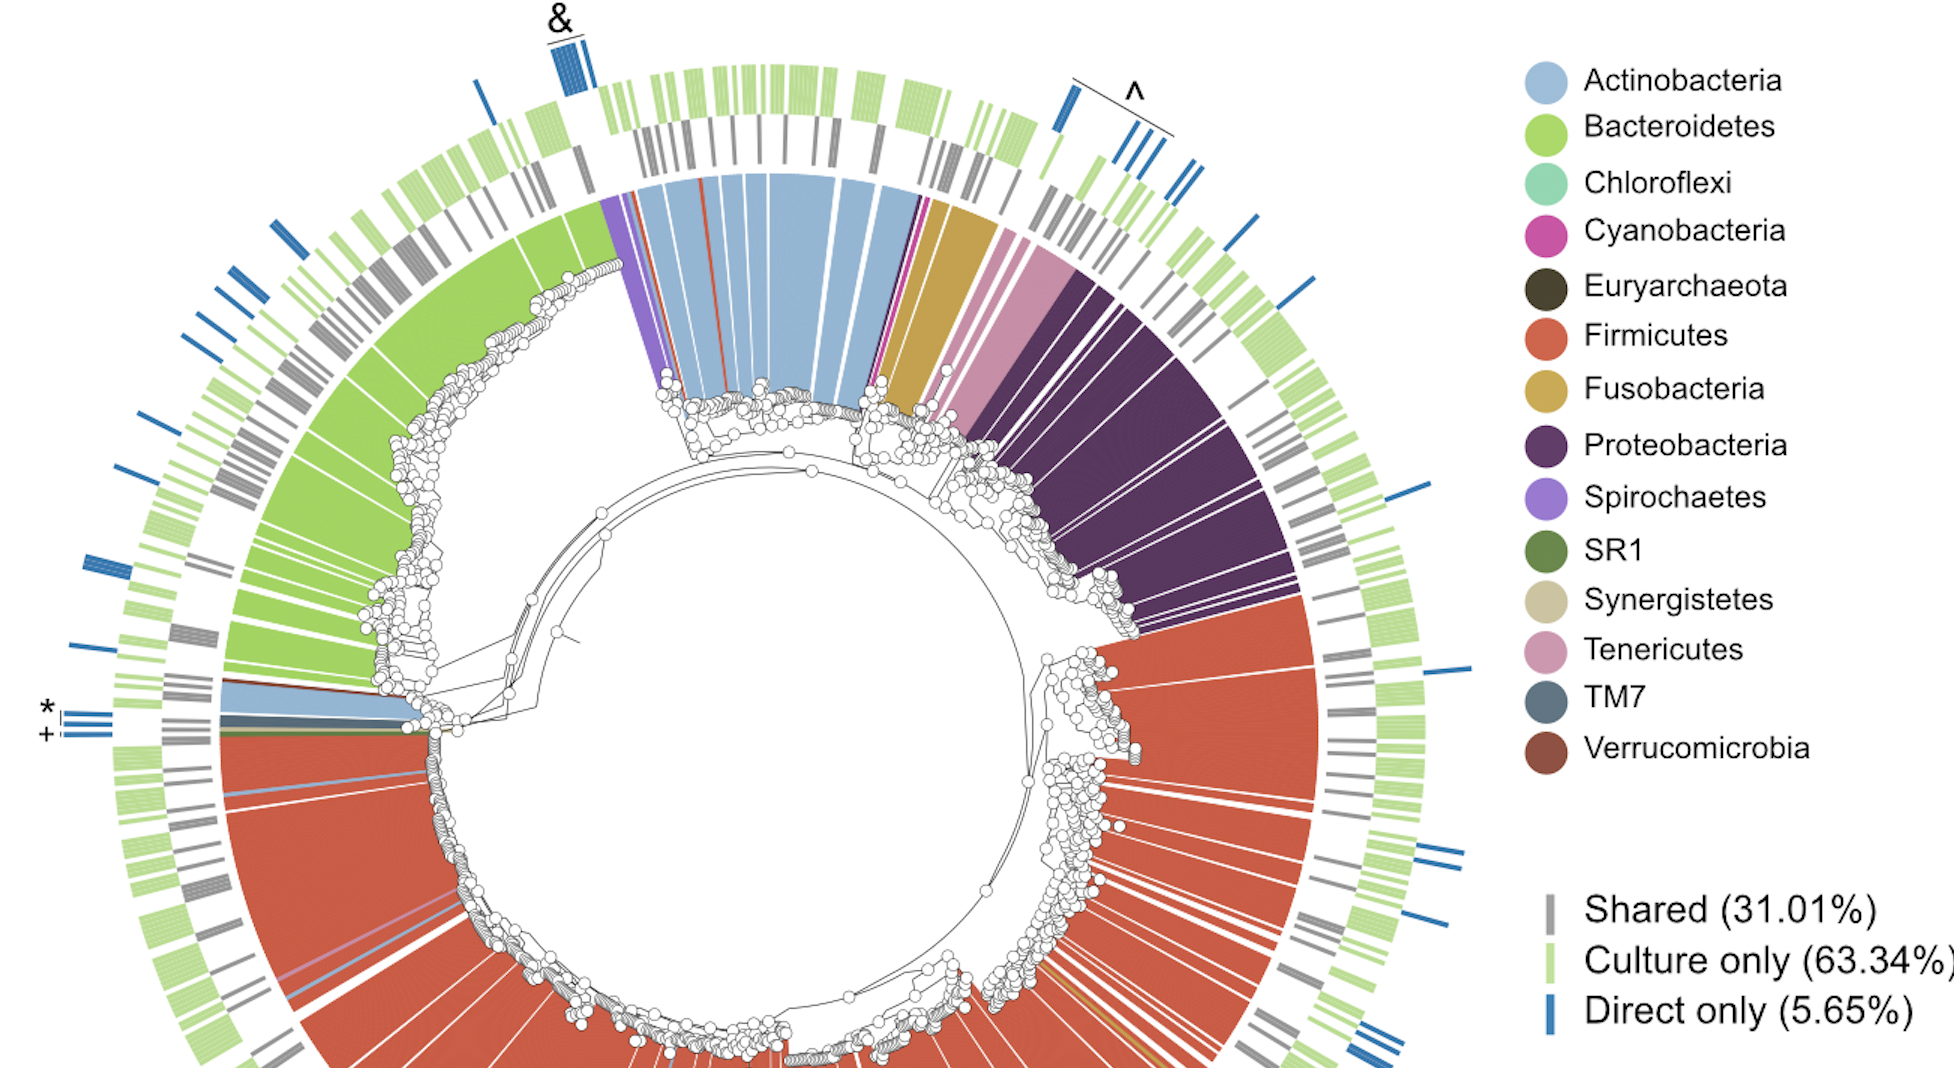 &
^
*
+
Actinobacteria
Bacteroidetes
Chloroflexi
Cyanobacteria
Euryarchaeota
Firmicutes
Fusobacteria
Proteobacteria
Spirochaetes
SR1
Synergistetes
Tenericutes
TM7
Verrucomicrobia
Shared (31.01%)
Culture only (63.34%)
Direct only (5.65%)